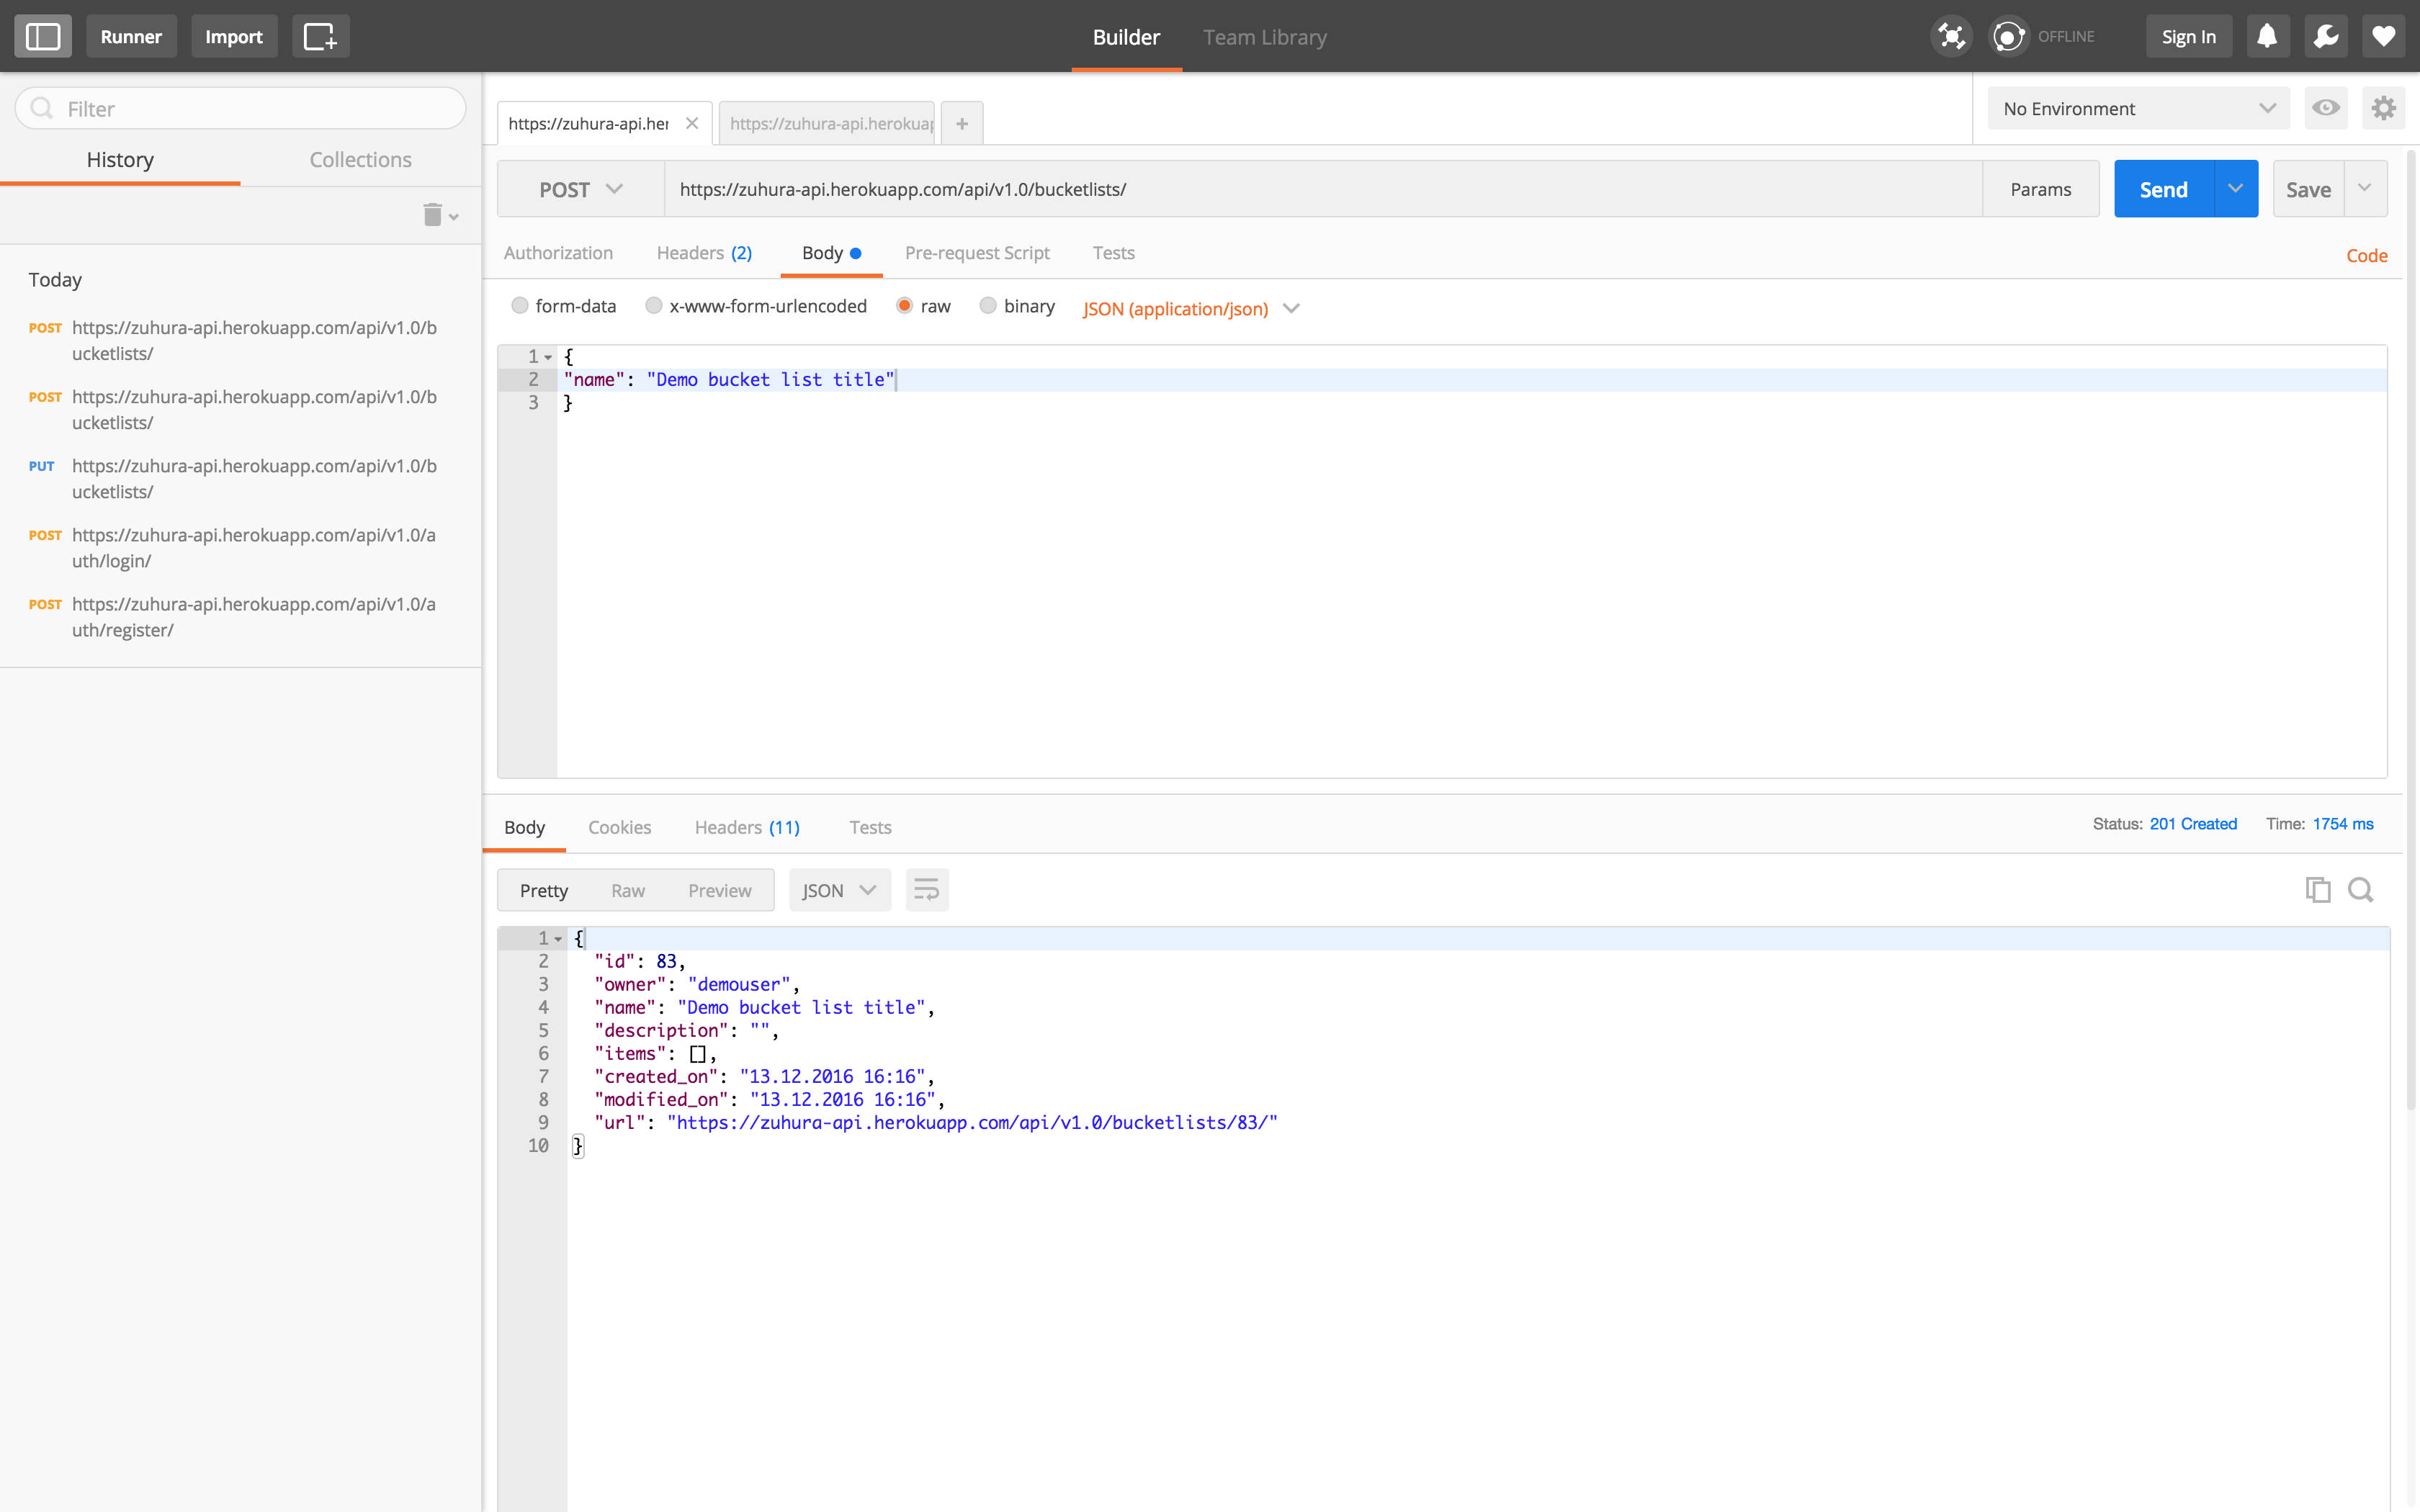 Runner
Import
Builder
Team Library
OFFLINE
Sign In
Filter
History
Collections
Today
POST https://zuhura-api.herokuapp.com/api/v1.0/b
ucketlists/
POST https://zuhura-api.herokuapp.com/api/v1.0/b
ucketlists/
PUT https://zuhura-api.herokuapp.com/api/v1.0/b
ucketlists/
POST https://zuhura-api.herokuapp.com/api/v1.0/a
uth/login/
POST https://zuhura-api.herokuapp.com/api/v1.0/a
uth/register/
https://zuhura-api.her
https://zuhura-api.herokuap
+
No Environment
POST
https://zuhura-api.herokuapp.com/api/v1.0/bucketlists/
Params
Send
Save
Authorization
Headers (2)
Body
Pre-request Script
Tests
Code
form-data
x-www-form-urlencoded
raw
binary
JSON (application/json)
1 {
2 "name": "Demo bucket list title"
3 }
Body
Cookies
Headers (11)
Tests
Status: 201 Created
Time: 1754 ms
Pretty
Raw
Preview
JSON
1 {
2 "id": 83,
3 "owner": "demouser",
4 "name": "Demo bucket list title",
5 "description": "",
6 "items": [],
7 "created_on": "13.12.2016 16:16",
8 "modified_on": "13.12.2016 16:16",
9 "url": "https://zuhura-api.herokuapp.com/api/v1.0/bucketlists/83/"
10 }